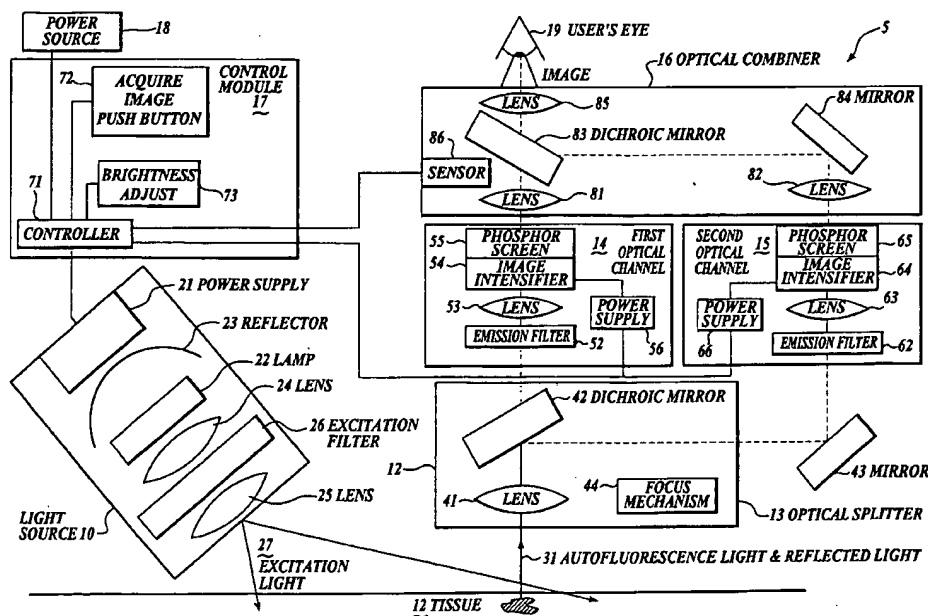 POWER SOURCE
18
CONTROL MODULE 17
72
ACQUIRE IMAGE PUSH BUTTON
71
BRIGHTNESS ADJUST
73
CONTROLLER
19 USER'S EYE
5
IMAGE
16 OPTICAL COMBINER
LENS
85
84 MIRROR
83 DICHROIC MIRROR
86
SENSOR
LENS
81
82
LENS
55
PHOSPHOR SCREEN
54
IMAGE INTENSIFIER
14
FIRST OPTICAL CHANNEL
53
LENS
EMISSION FILTER
52
POWER SUPPLY
56
SECOND OPTICAL CHANNEL
15
PHOSPHOR SCREEN
65
IMAGE INTENSIFIER
64
LENS
63
POWER SUPPLY
66
EMISSION FILTER
62
21 POWER SUPPLY
23 REFLECTOR
22 LAMP
24 LENS
26 EXCITATION FILTER
25 LENS
LIGHT SOURCE 10
27
EXCITATION LIGHT
42 DICHROIC MIRROR
12
41
LENS
44
FOCUS MECHANISM
43 MIRROR
13 OPTICAL SPLITTER
31 AUTOFLUORESCENCE LIGHT & REFLECTED LIGHT
12 TISSUE